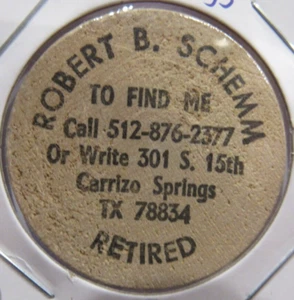 ROBERT B. SCHEMM
TO FIND ME
Call 512-876-2377
Or Write 301 S. 15th
Carrizo Springs
TX 78834
RETIRED